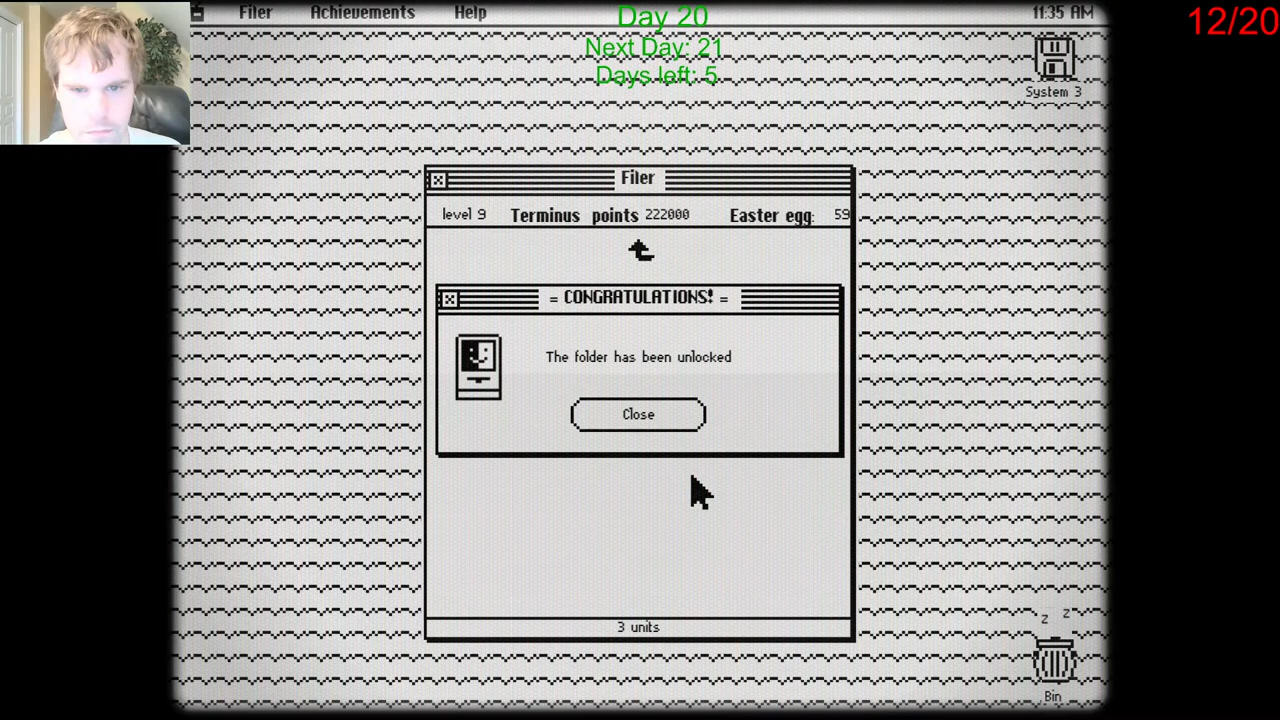 Filer Achievements Help
Day 20
11:35 AM
12/20
Next Day: 21
Days left: 5
System 3
Filer
level 9 Terminus points 222000 Easter egg: 59
= CONGRATULATIONS! =
The folder has been unlocked
Close
3 units
z z
Bin